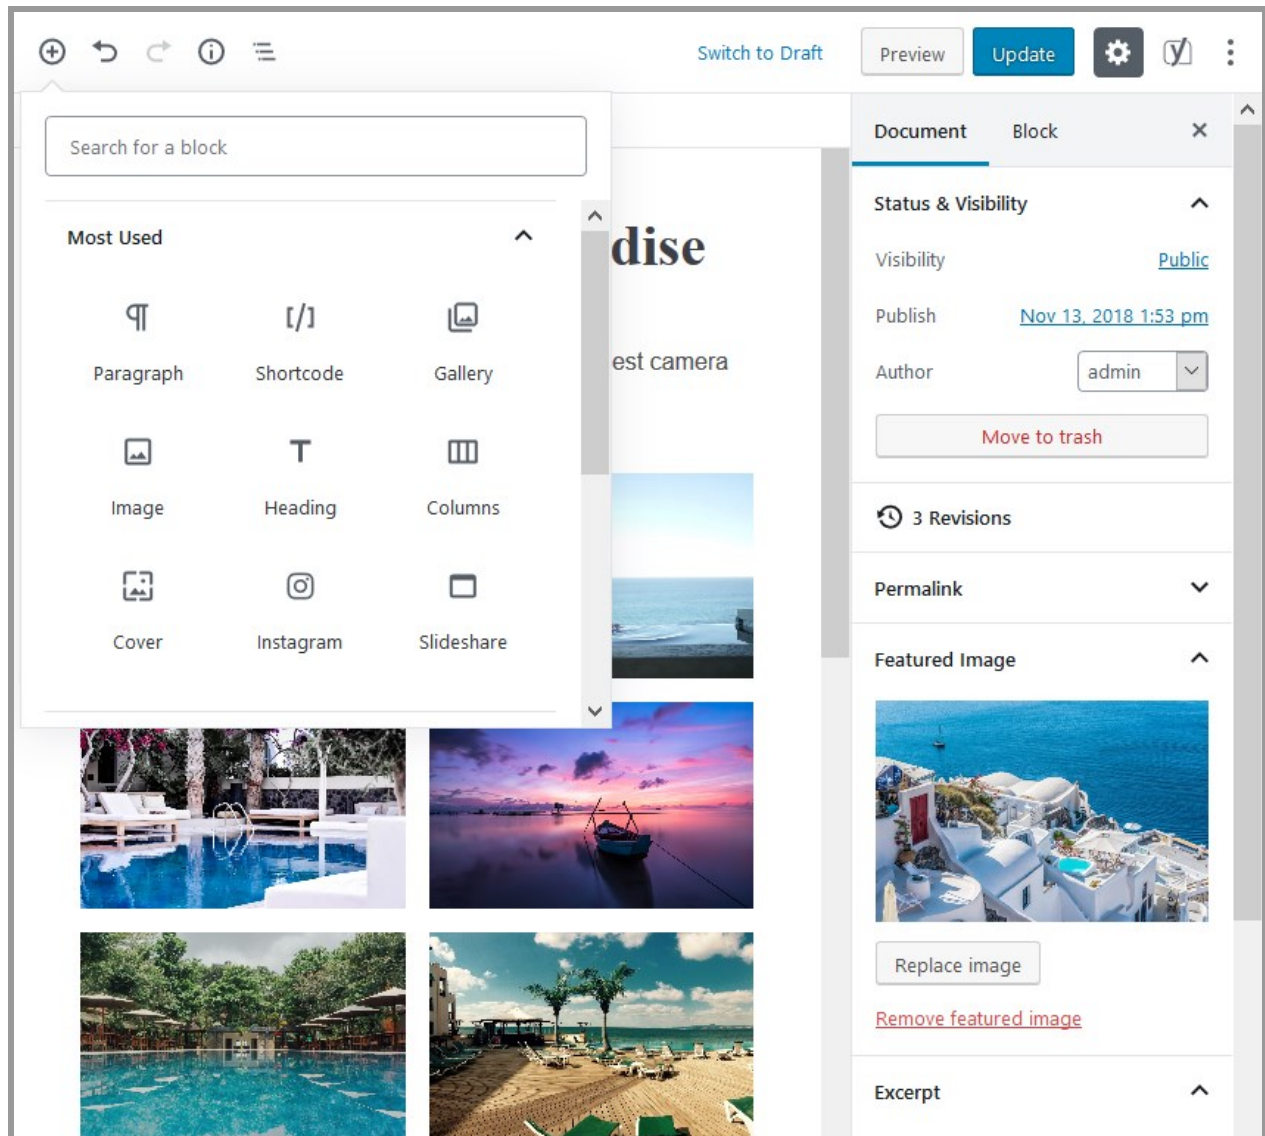 Switch to Draft
Preview
Update
Search for a block
Most Used
Paragraph
Shortcode
Gallery
Image
Heading
Columns
Cover
Instagram
Slideshare
dise
est camera
Document
Block
Status & Visibility
Visibility
Public
Publish
Nov 13, 2018 1:53 pm
Author
admin
Move to trash
3 Revisions
Permalink
Featured Image
Replace image
Remove featured image
Excerpt